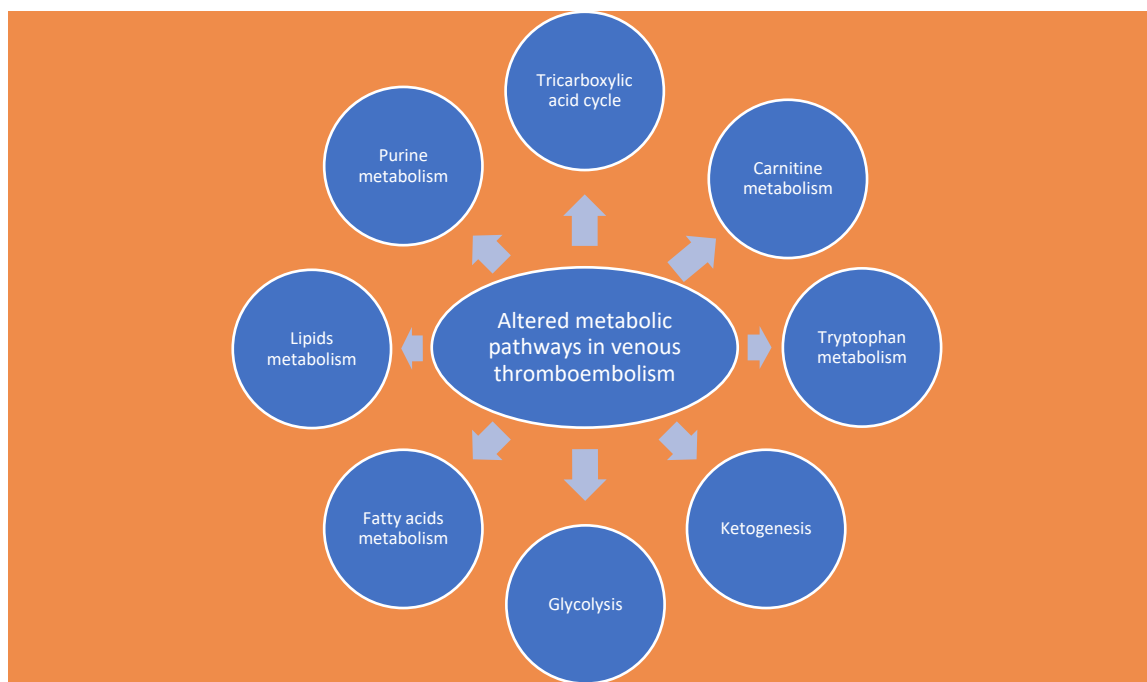 Tricarboxylic
acid cycle
Purine
metabolism
Carnitine
metabolism
Altered metabolic
pathways in venous
thromboembolism
Lipids
metabolism
Tryptophan
metabolism
Fatty acids
metabolism
Ketogenesis
Glycolysis